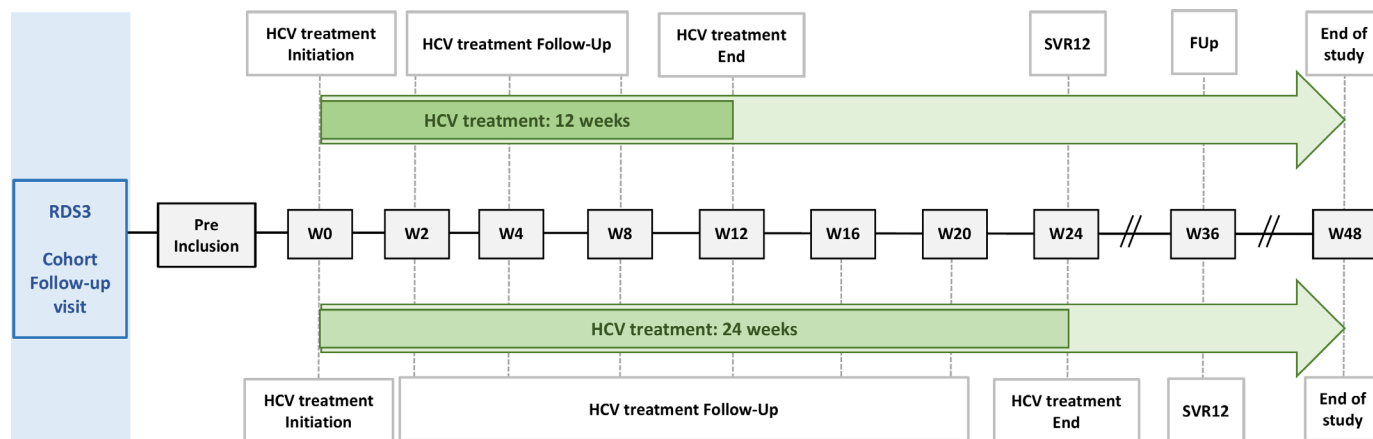 HCV treatment
Initiation
HCV treatment Follow-Up
HCV treatment
End
SVR12
FUp
End of
study
HCV treatment: 12 weeks
RDS3
Cohort
Follow-up
visit
Pre
Inclusion
W0
W2
W4
W8
W12
W16
W20
W24
W36
W48
HCV treatment: 24 weeks
HCV treatment
Initiation
HCV treatment Follow-Up
HCV treatment
End
SVR12
End of
study